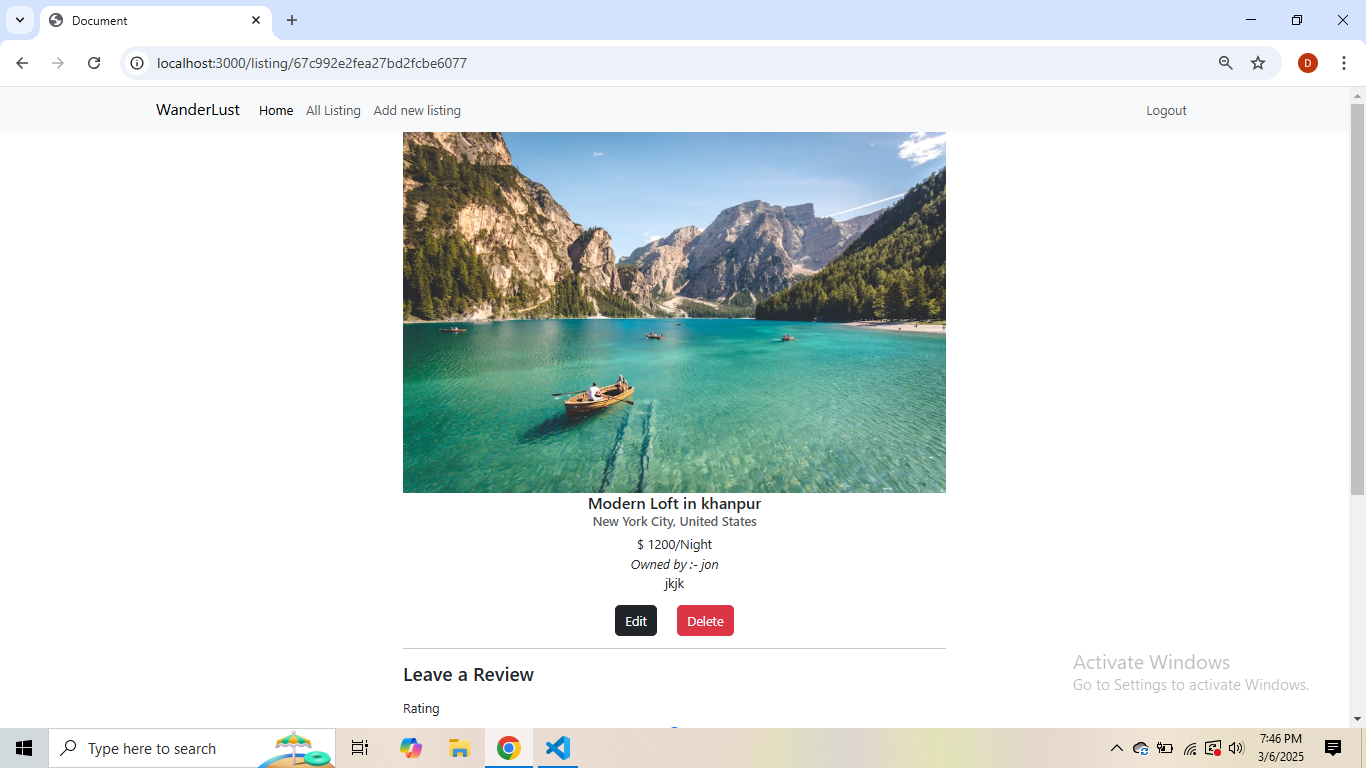 Document
localhost:3000/listing/67c992e2fea27bd2fcbe6077
D
WanderLust Home All Listing Add new listing Logout
Modern Loft in khanpur
New York City, United States
$ 1200/Night
Owned by :- jon
jkjk
Edit Delete
Leave a Review
Rating
Activate Windows
Go to Settings to activate Windows.
Type here to search
7:46 PM
3/6/2025